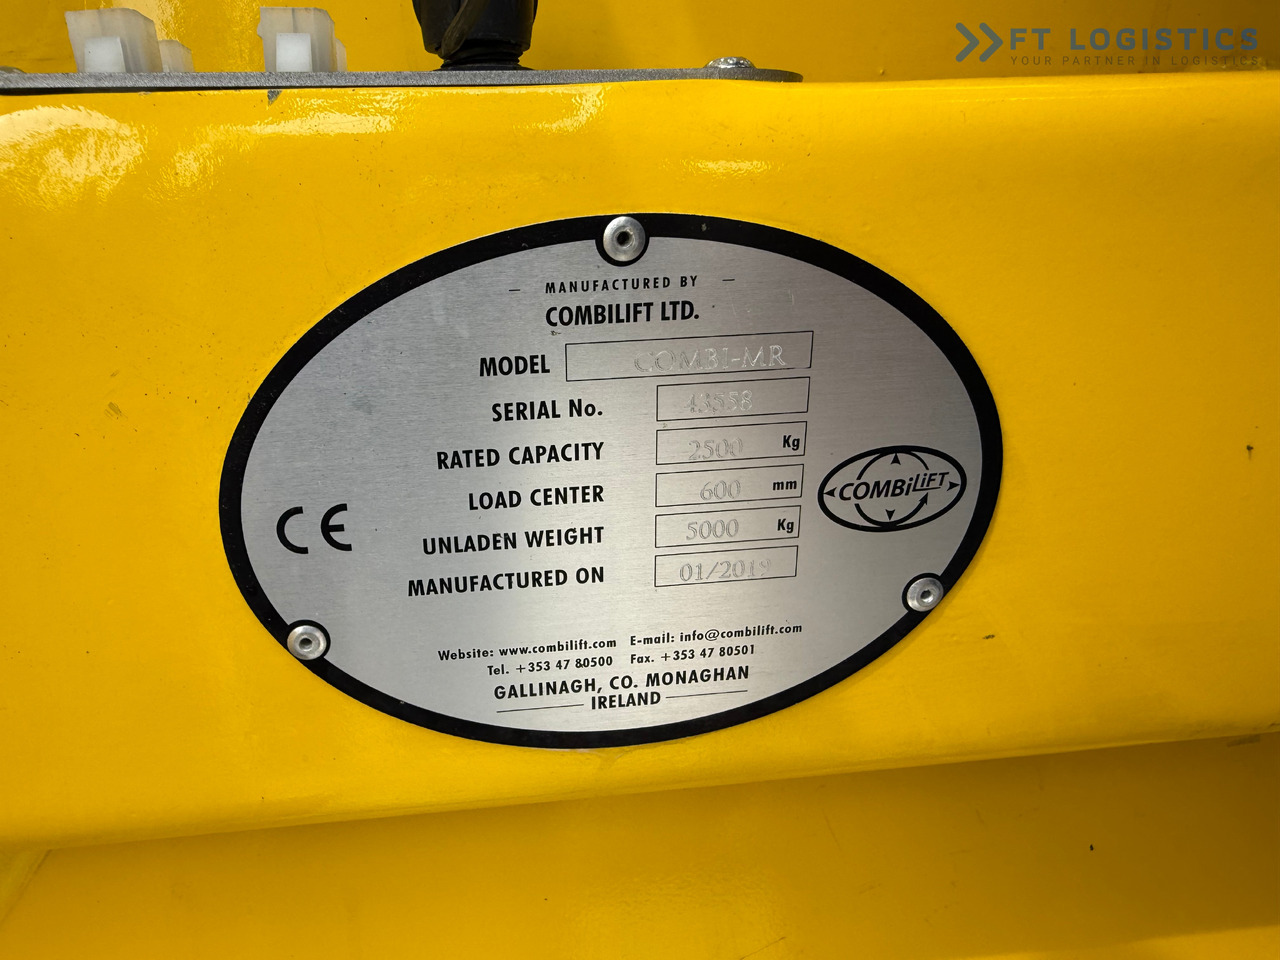 FT LOGISTICS
YOUR PARTNER IN LOGISTICS
MANUFACTURED BY
COMBILIFT LTD.
MODEL COMBI-MR
SERIAL No. 43558
RATED CAPACITY 2500 Kg
LOAD CENTER 600 mm
UNLADEN WEIGHT 5000 Kg
MANUFACTURED ON 01/2019
CE
COMBiLiFT
Website: www.combilift.com E-mail: info@combilift.com
Tel. +353 47 80500 Fax. +353 47 80501
GALLINAGH, CO. MONAGHAN
IRELAND